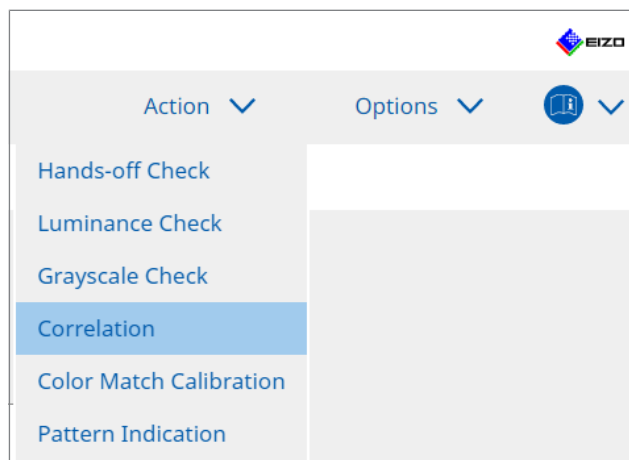 EIZO
Action
Options
Hands-off Check
Luminance Check
Grayscale Check
Correlation
Color Match Calibration
Pattern Indication